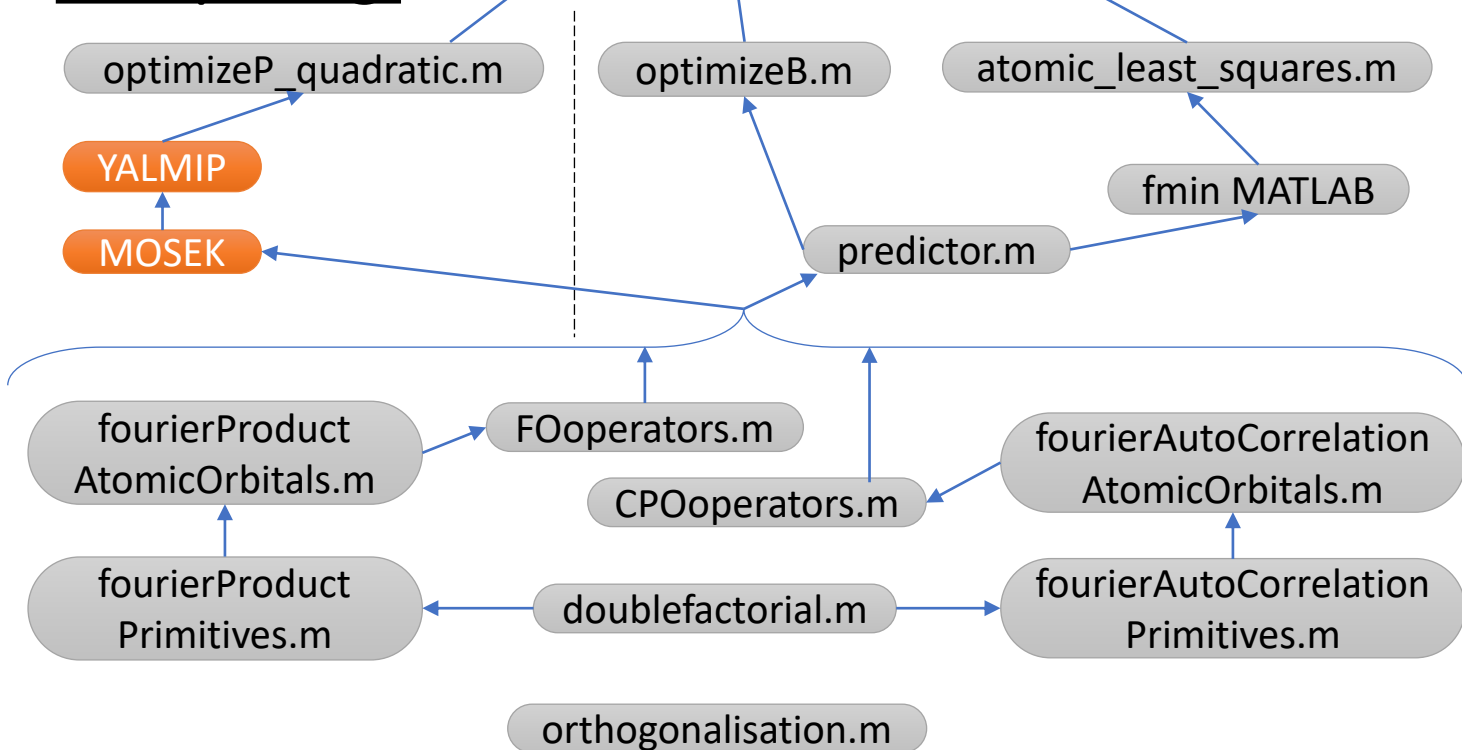 optimizeP_quadratic.m
optimizeB.m
atomic_least_squares.m
YALMIP
fmin MATLAB
MOSEK
predictor.m
fourierProduct
AtomicOrbitals.m
FOoperators.m
fourierAutoCorrelation
AtomicOrbitals.m
CPOoperators.m
fourierProduct
Primitives.m
doublefactorial.m
fourierAutoCorrelation
Primitives.m
orthogonalisation.m